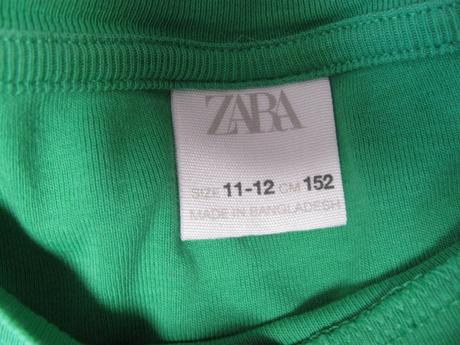 ZARA
SIZE 11-12 CM 152
MADE IN BANGLADESH